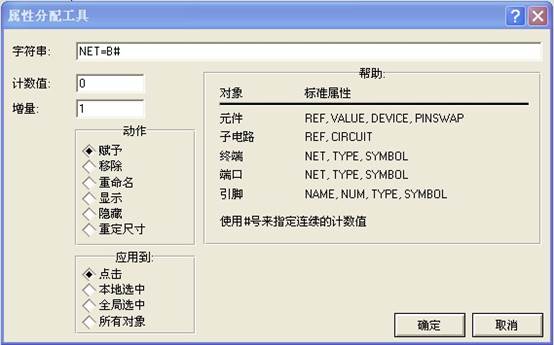 属性分配工具
字符串: NET=B#
计数值: 0
增量: 1
动作
赋予
移除
重命名
显示
隐藏
重定尺寸
应用到:
点击
本地选中
全局选中
所有对象
帮助:
对象 标准属性
元件 REF, VALUE, DEVICE, PINSWAP
子电路 REF, CIRCUIT
终端 NET, TYPE, SYMBOL
端口 NET, TYPE, SYMBOL
引脚 NAME, NUM, TYPE, SYMBOL
使用#号来指定连续的计数值
确定 取消